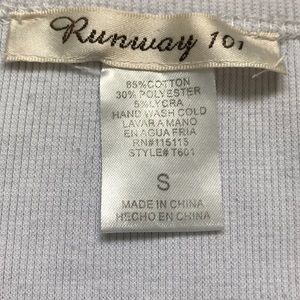 Runway 101
65% COTTON
30% POLYESTER
5% LYCRA
HAND WASH COLD
LAVAR A MANO
EN AGUA FRIA
RN#115113
STYLE# T601
S
MADE IN CHINA
HECHO EN CHINA